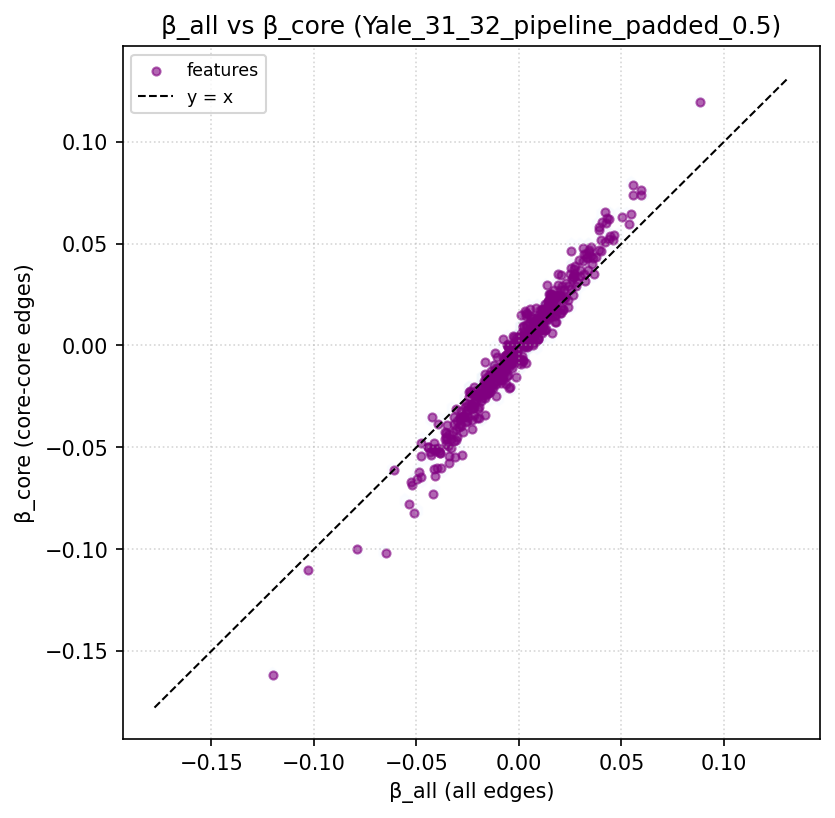 β_all vs β_core (Yale_31_32_pipeline_padded_0.5)
features
y = x
0.10
0.05
0.00
−0.05
−0.10
−0.15
β_core (core-core edges)
−0.15 −0.10 −0.05 0.00 0.05 0.10
β_all (all edges)